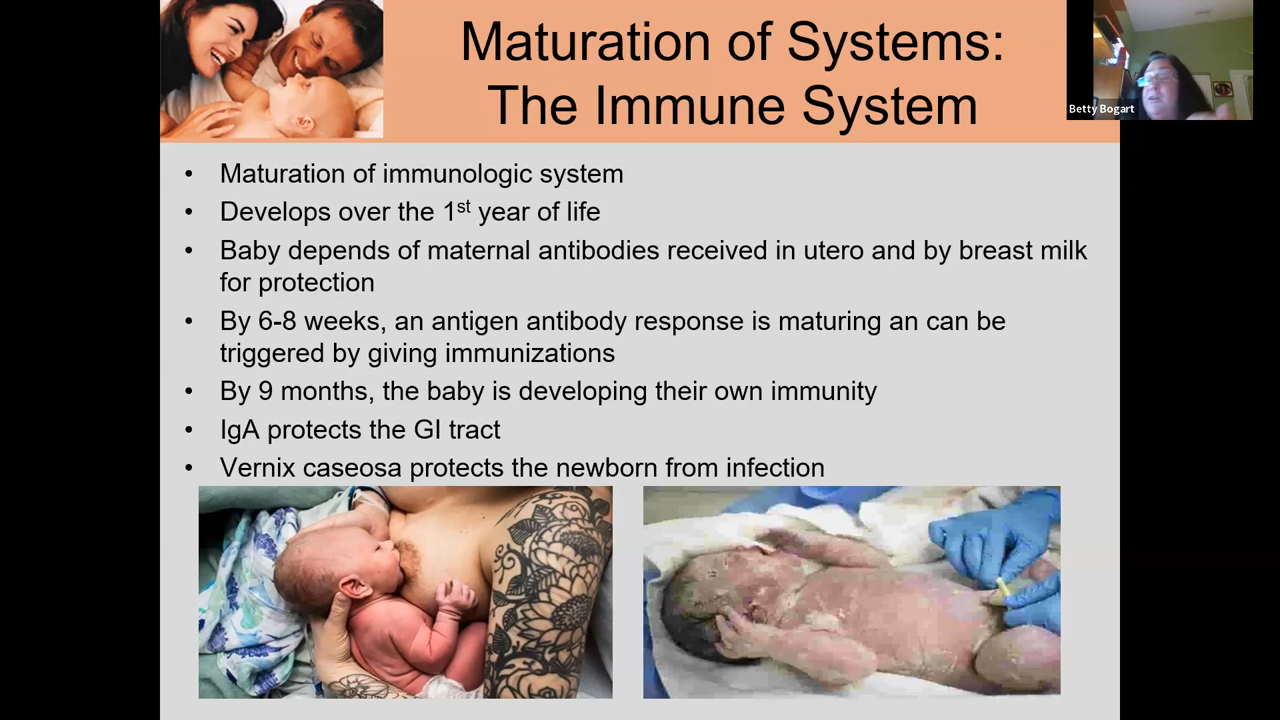 Maturation of Systems:
The Immune System
Betty Bogart
• Maturation of immunologic system
• Develops over the 1st year of life
• Baby depends of maternal antibodies received in utero and by breast milk
for protection
• By 6-8 weeks, an antigen antibody response is maturing an can be
triggered by giving immunizations
• By 9 months, the baby is developing their own immunity
• IgA protects the GI tract
• Vernix caseosa protects the newborn from infection